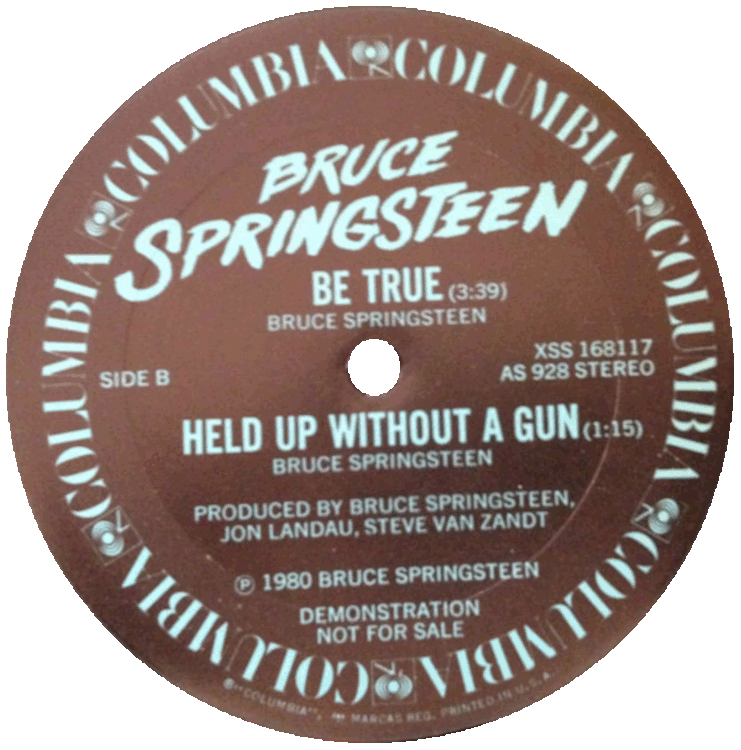 COLUMBIA COLUMBIA COLUMBIA COLUMBIA COLUMBIA COLUMBIA COLUMBIA COLUMBIA
BRUCE
SPRINGSTEEN
BE TRUE (3:39)
BRUCE SPRINGSTEEN
XSS 168117
SIDE B
AS 928 STEREO
HELD UP WITHOUT A GUN (1:15)
BRUCE SPRINGSTEEN
PRODUCED BY BRUCE SPRINGSTEEN,
JON LANDAU, STEVE VAN ZANDT
Ⓟ 1980 BRUCE SPRINGSTEEN
DEMONSTRATION
NOT FOR SALE
"COLUMBIA", MARCAS REG. PRINTED IN U.S.A.